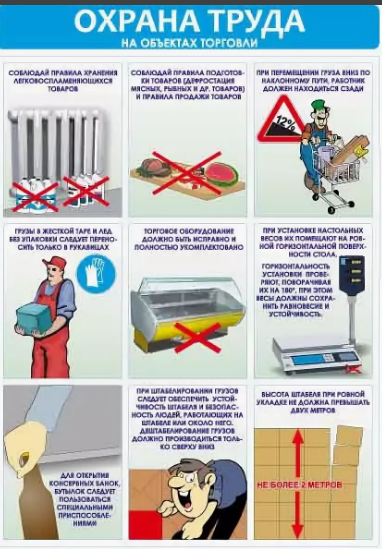 ОХРАНА ТРУДА
НА ОБЪЕКТАХ ТОРГОВЛИ
СОБЛЮДАЙ ПРАВИЛА ХРАНЕНИЯ
ЛЕГКОВОСПЛАМЕНЯЮЩИХСЯ
ТОВАРОВ
СОБЛЮДАЙ ПРАВИЛА ПОДГОТОВ-
КИ ТОВАРОВ (ДЕФРОСТАЦИЯ
МЯСНЫХ, РЫБНЫХ И ДР. ТОВАРОВ)
И ПРАВИЛА ПРОДАЖИ ТОВАРОВ
ПРИ ПЕРЕМЕЩЕНИИ ГРУЗА ВНИЗ ПО
НАКЛОННОМУ ПУТИ, РАБОТНИК
ДОЛЖЕН НАХОДИТЬСЯ СЗАДИ
12%
ГРУЗЫ В ЖЕСТКОЙ ТАРЕ И ЛЕД
БЕЗ УПАКОВКИ СЛЕДУЕТ ПЕРЕНО-
СИТЬ ТОЛЬКО В РУКАВИЦАХ
ТОРГОВОЕ ОБОРУДОВАНИЕ
ДОЛЖНО БЫТЬ ИСПРАВНО И
ПОЛНОСТЬЮ УКОМПЛЕКТОВАНО
ПРИ УСТАНОВКЕ НАСТОЛЬНЫХ
ВЕСОВ ИХ ПОМЕЩАЮТ НА РОВ-
НОЙ ГОРИЗОНТАЛЬНОЙ ПОВЕРХ-
НОСТИ СТОЛА.
ГОРИЗОНТАЛЬНОСТЬ
УСТАНОВКИ ПРОВЕ-
РЯЮТ, ПОВОРАЧИВАЯ
ИХ НА 180°, ПРИ ЭТОМ
ВЕСЫ ДОЛЖНЫ СОХРА-
НИТЬ РАВНОВЕСИЕ И
УСТОЙЧИВОСТЬ.
ДЛЯ ОТКРЫТИЯ
КОНСЕРВНЫХ БАНОК,
БУТЫЛОК СЛЕДУЕТ
ПОЛЬЗОВАТЬСЯ
СПЕЦИАЛЬНЫМИ
ПРИСПОСОБЛЕ-
НИЯМИ
ПРИ ШТАБЕЛИРОВАНИИ ГРУЗОВ
СЛЕДУЕТ ОБЕСПЕЧИТЬ УСТОЙ-
ЧИВОСТЬ ШТАБЕЛЯ И БЕЗОПАС-
НОСТЬ ЛЮДЕЙ, РАБОТАЮЩИХ НА
ШТАБЕЛЕ ИЛИ ОКОЛО НЕГО.
ДЕШТАБЕЛИРОВАНИЕ ГРУЗОВ
ДОЛЖНО ПРОИЗВОДИТЬСЯ ТОЛЬ-
КО СВЕРХУ ВНИЗ
ВЫСОТА ШТАБЕЛЯ ПРИ РОВНОЙ
УКЛАДКЕ НЕ ДОЛЖНА ПРЕВЫШАТЬ
ДВУХ МЕТРОВ
НЕ БОЛЕЕ 2 МЕТРОВ